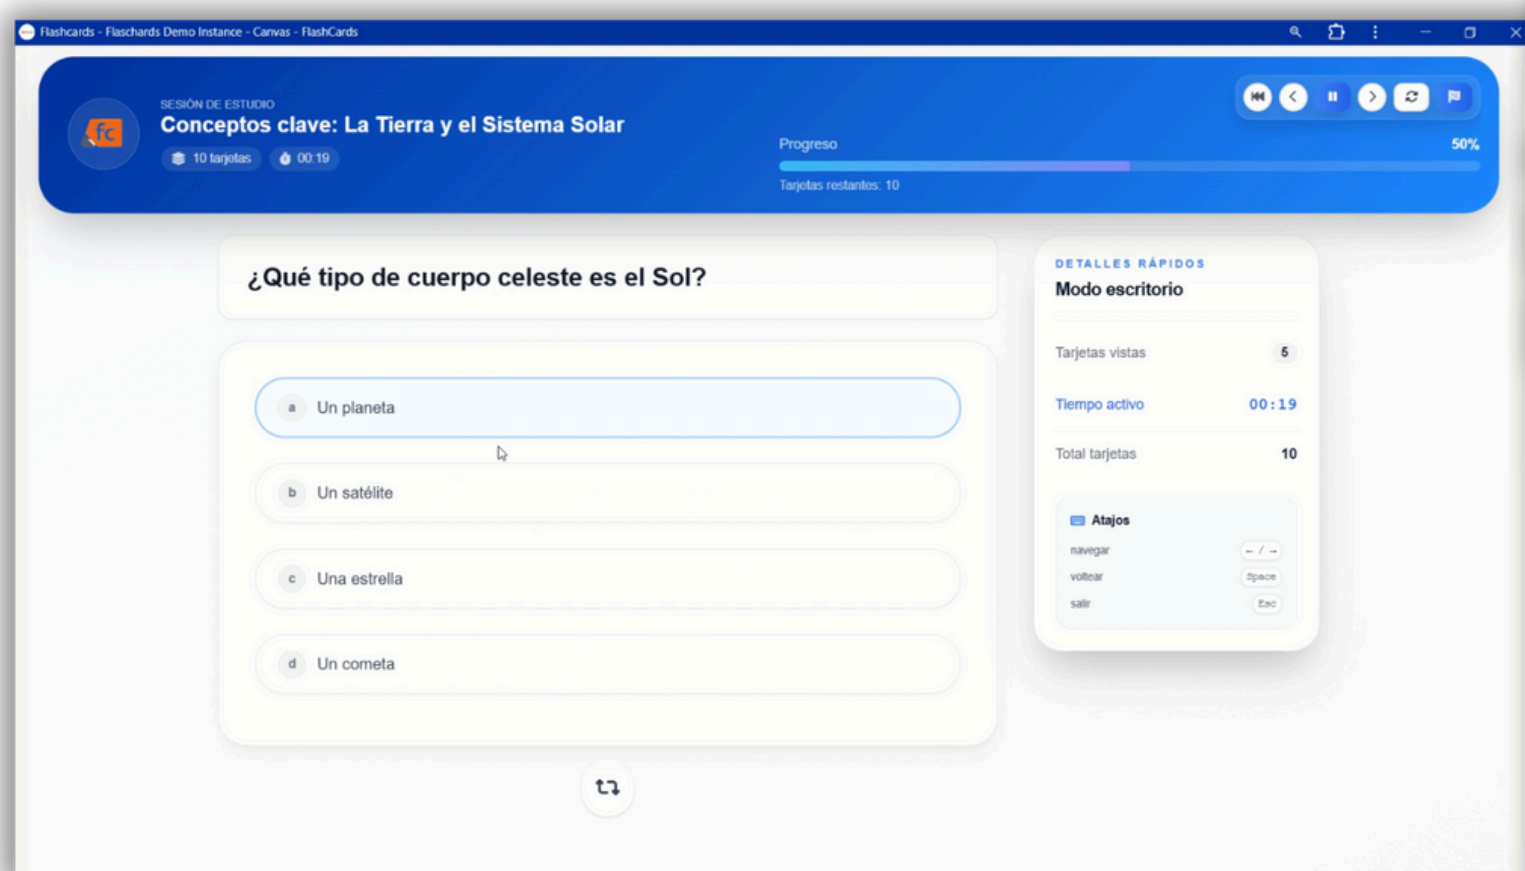 Flashcards - Flaschards Demo Instance - Canvas - FlashCards
fc
SESIÓN DE ESTUDIO
Conceptos clave: La Tierra y el Sistema Solar
10 tarjetas 00:19
Progreso 50%
Tarjetas restantes: 10
¿Qué tipo de cuerpo celeste es el Sol?
a Un planeta
b Un satélite
c Una estrella
d Un cometa
DETALLES RÁPIDOS
Modo escritorio
Tarjetas vistas 5
Tiempo activo 00:19
Total tarjetas 10
Atajos
navegar ← / →
voltear Space
salir Esc